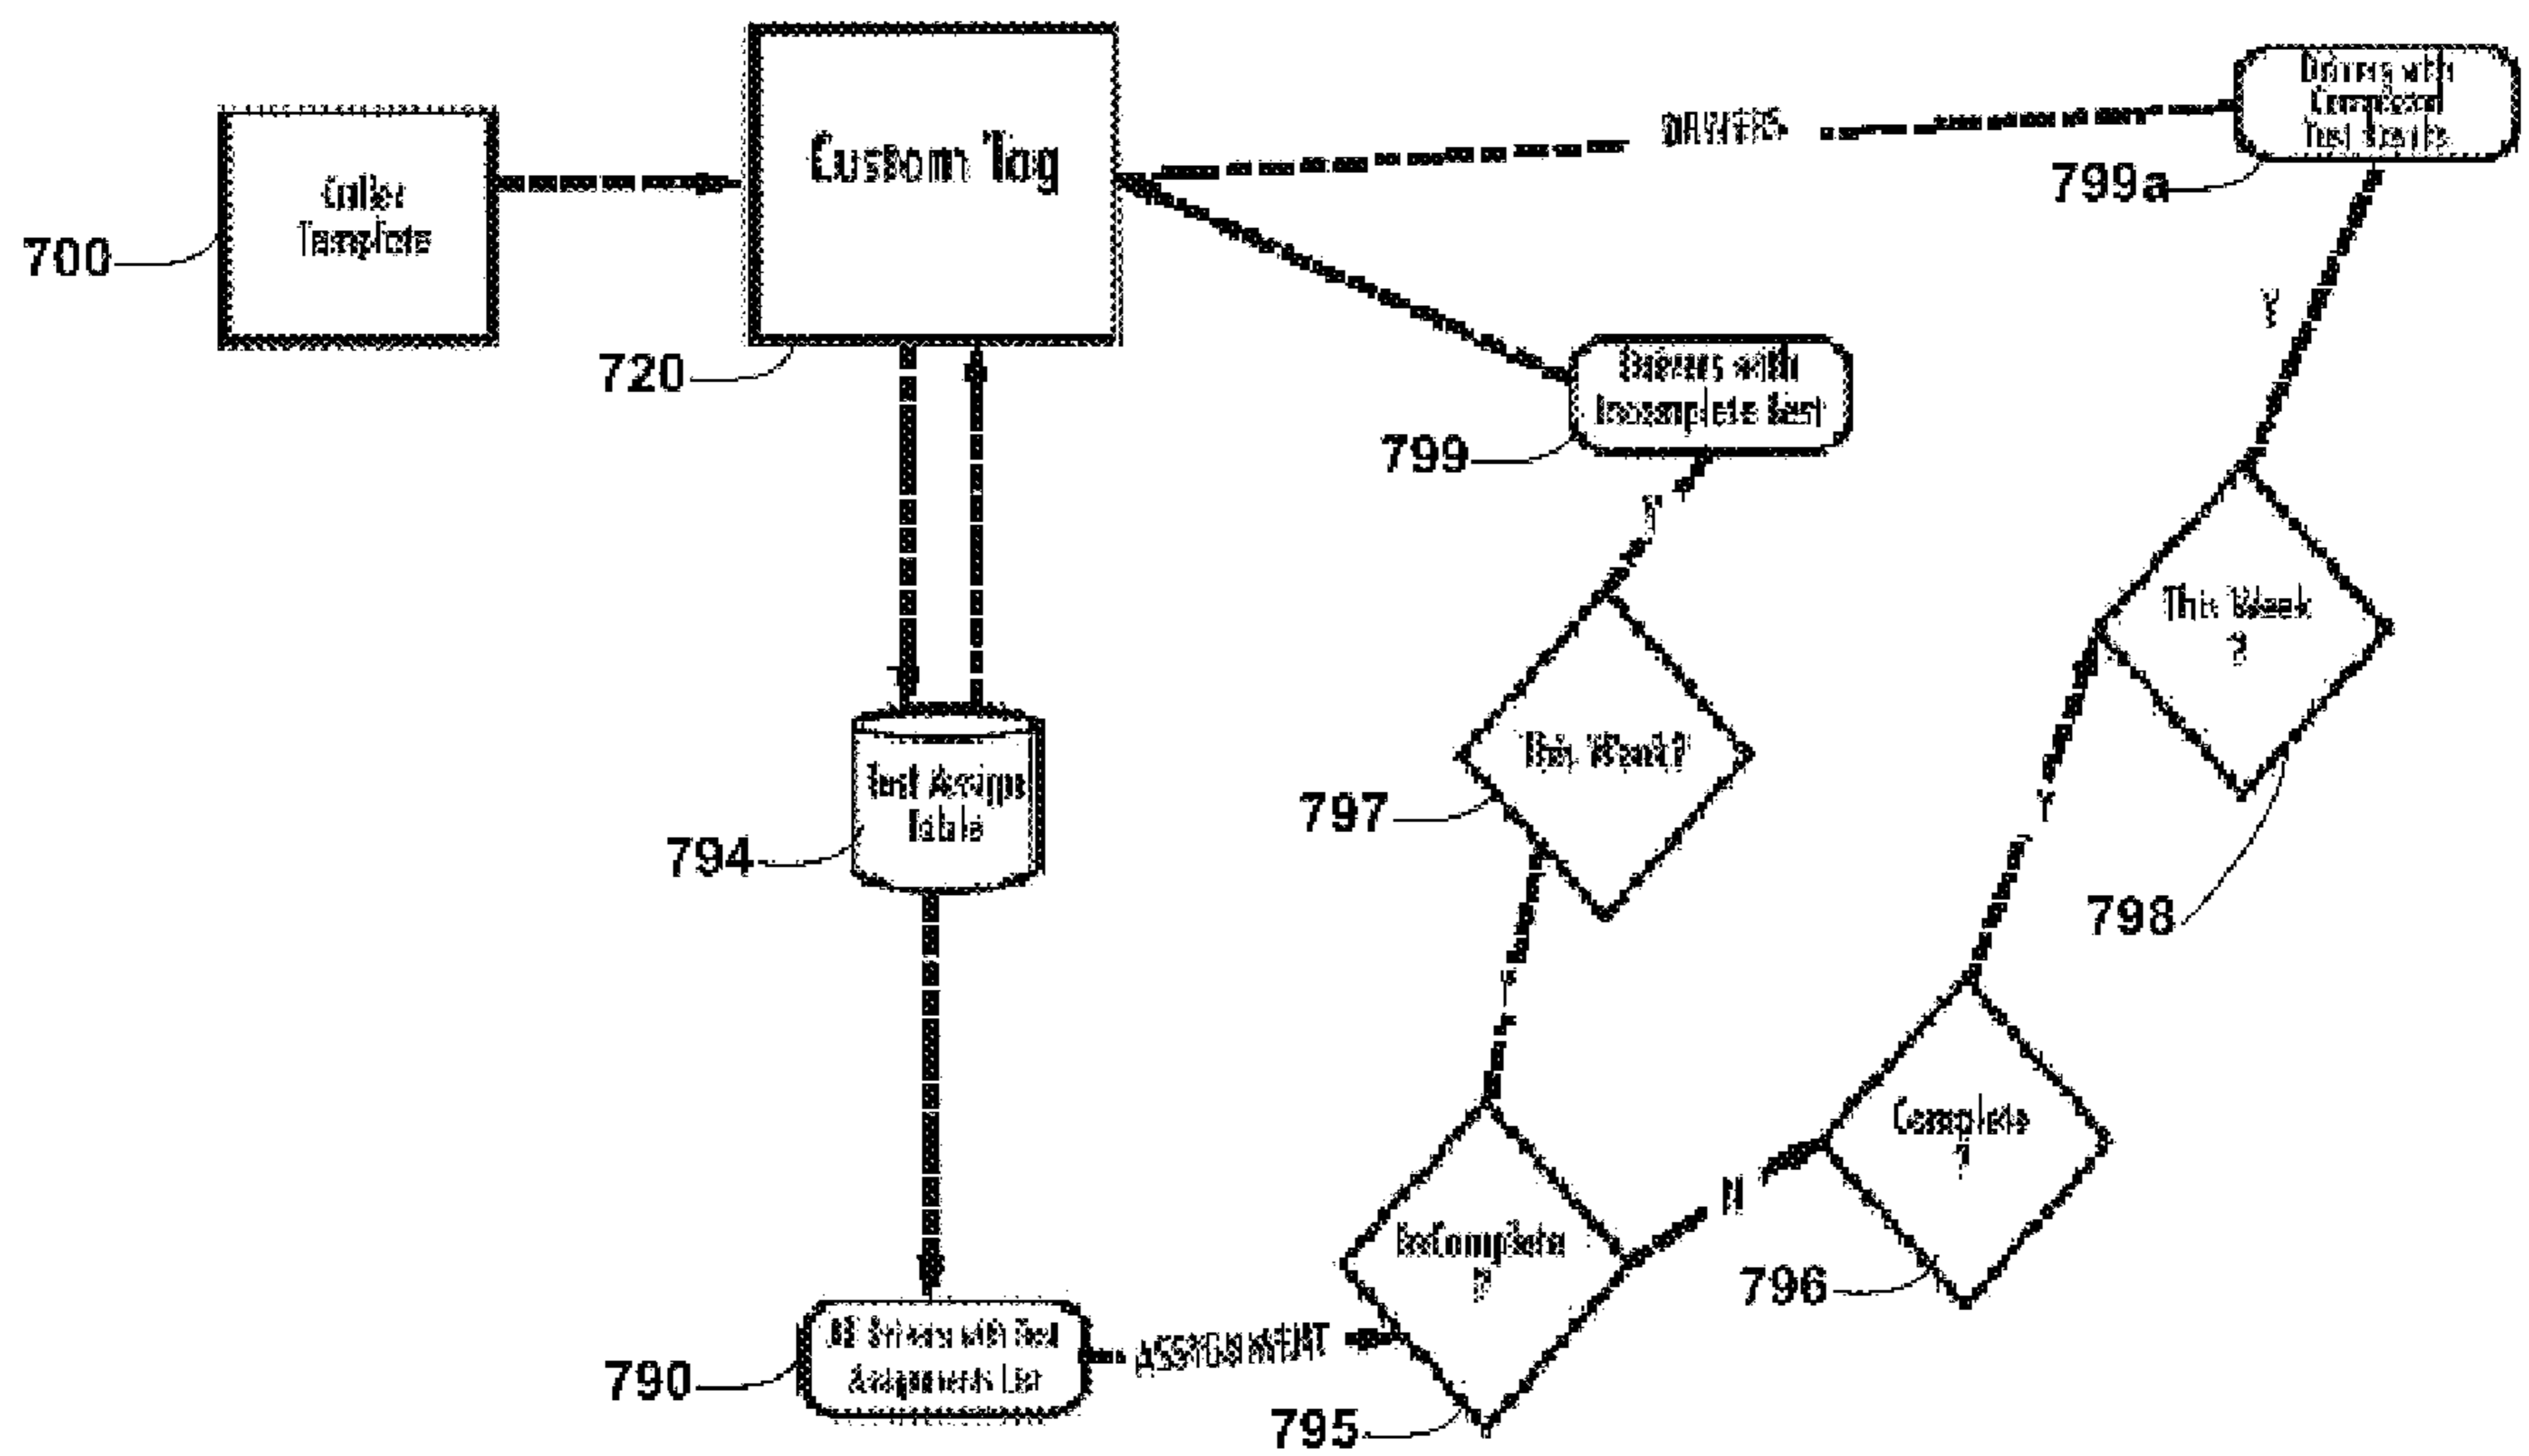 Caller
Template
700
Custom Tag
720
DRIVERS
Drivers with
Completed
Test Results
799a
Y
Drivers with
Incomplete Test
799
This Week
?
798
This Week?
797
Y
Test Assign
Table
794
Complete
?
796
N
InComplete
?
795
ASSIGNMENT
Drivers with Test
Assignments List
790